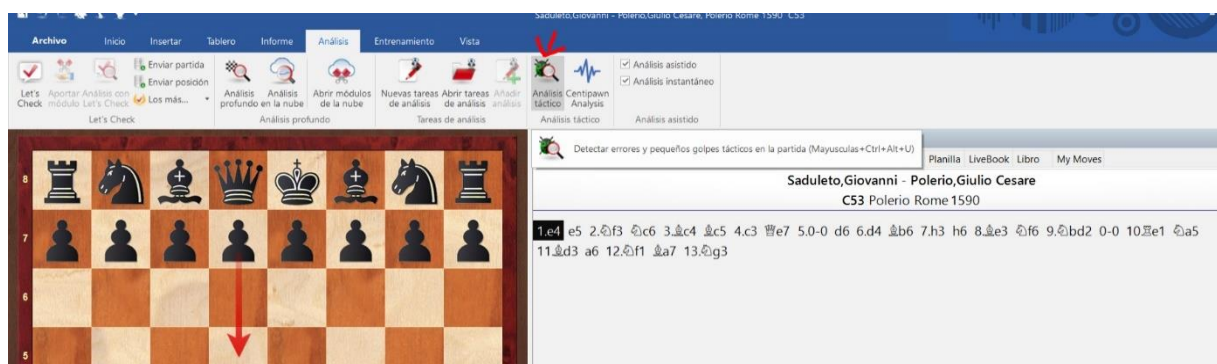 Saduleto,Giovanni - Polerio,Giulio Cesare, Polerio Rome 1590 C53
Archivo Inicio Insertar Tablero Informe Análisis Entrenamiento Vista
Let's Check
Aportar módulo
Análisis con Let's Check
Enviar partida
Enviar posición
Los más...
Análisis profundo
Análisis en la nube
Abrir módulos de la nube
Nuevas tareas de análisis
Abrir tareas de análisis
Añadir análisis
Análisis táctico
Centipawn Analysis
Análisis asistido
Análisis instantáneo
Let's Check Análisis profundo Tareas de análisis Análisis táctico Análisis asistido
Detectar errores y pequeños golpes tácticos en la partida (Mayusculas+Ctrl+Alt+U)
Planilla LiveBook Libro My Moves
Saduleto,Giovanni - Polerio,Giulio Cesare
C53 Polerio Rome 1590
1.e4 e5 2.♘f3 ♘c6 3.♗c4 ♗c5 4.c3 ♕e7 5.0-0 d6 6.d4 ♗b6 7.h3 h6 8.♗e3 ♘f6 9.♘bd2 0-0 10.♖e1 ♘a5
11.♗d3 a6 12.♘f1 ♗a7 13.♘g3
8
7
6
5